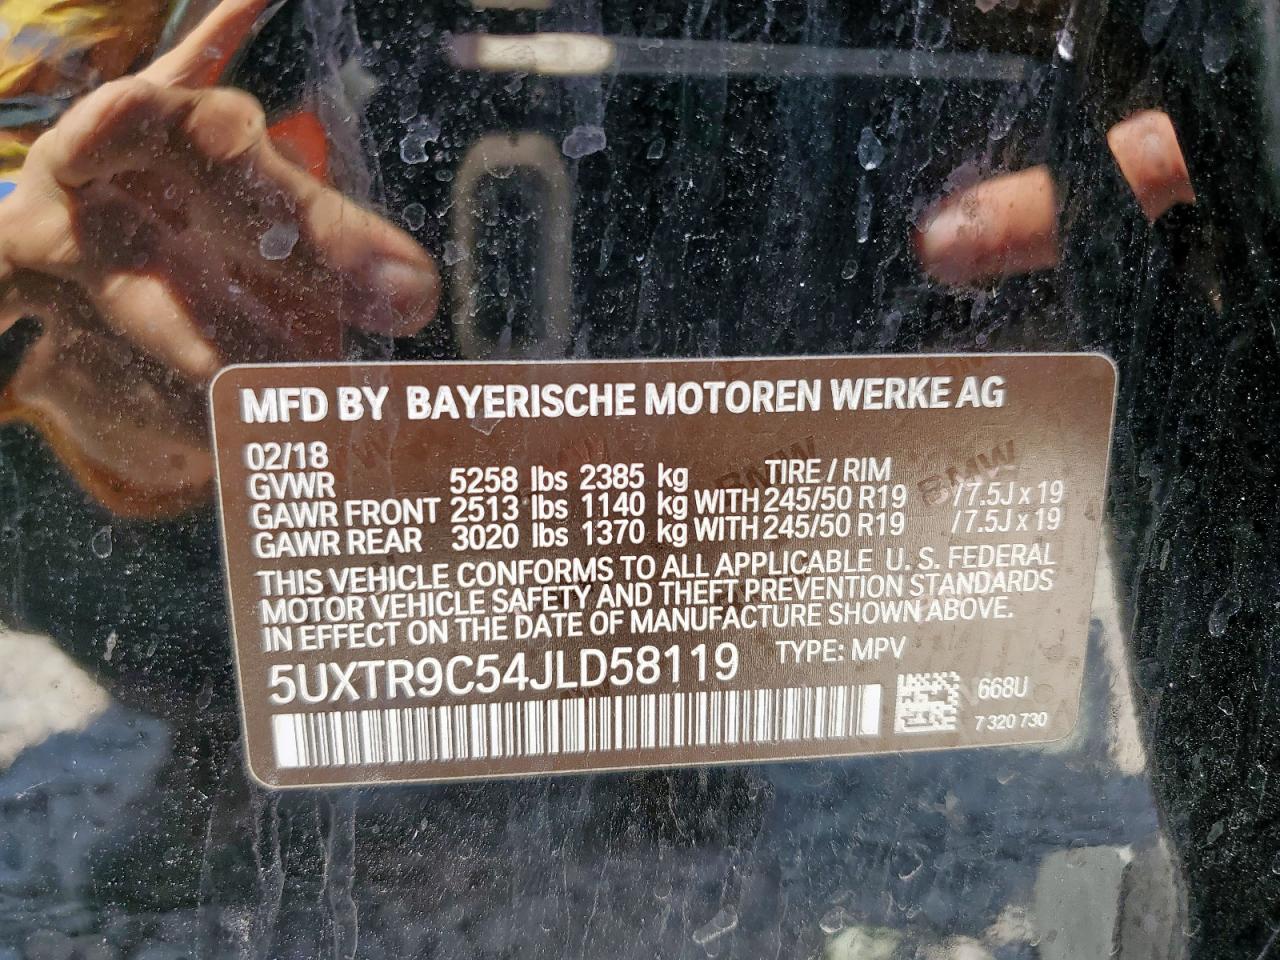 MFD BY BAYERISCHE MOTOREN WERKE AG
02/18
GVWR 5258 lbs 2385 kg TIRE / RIM
GAWR FRONT 2513 lbs 1140 kg WITH 245/50 R19 / 7.5J x 19
GAWR REAR 3020 lbs 1370 kg WITH 245/50 R19 / 7.5J x 19
THIS VEHICLE CONFORMS TO ALL APPLICABLE U. S. FEDERAL
MOTOR VEHICLE SAFETY AND THEFT PREVENTION STANDARDS
IN EFFECT ON THE DATE OF MANUFACTURE SHOWN ABOVE.
5UXTR9C54JLD58119 TYPE: MPV
668U
7 320 730